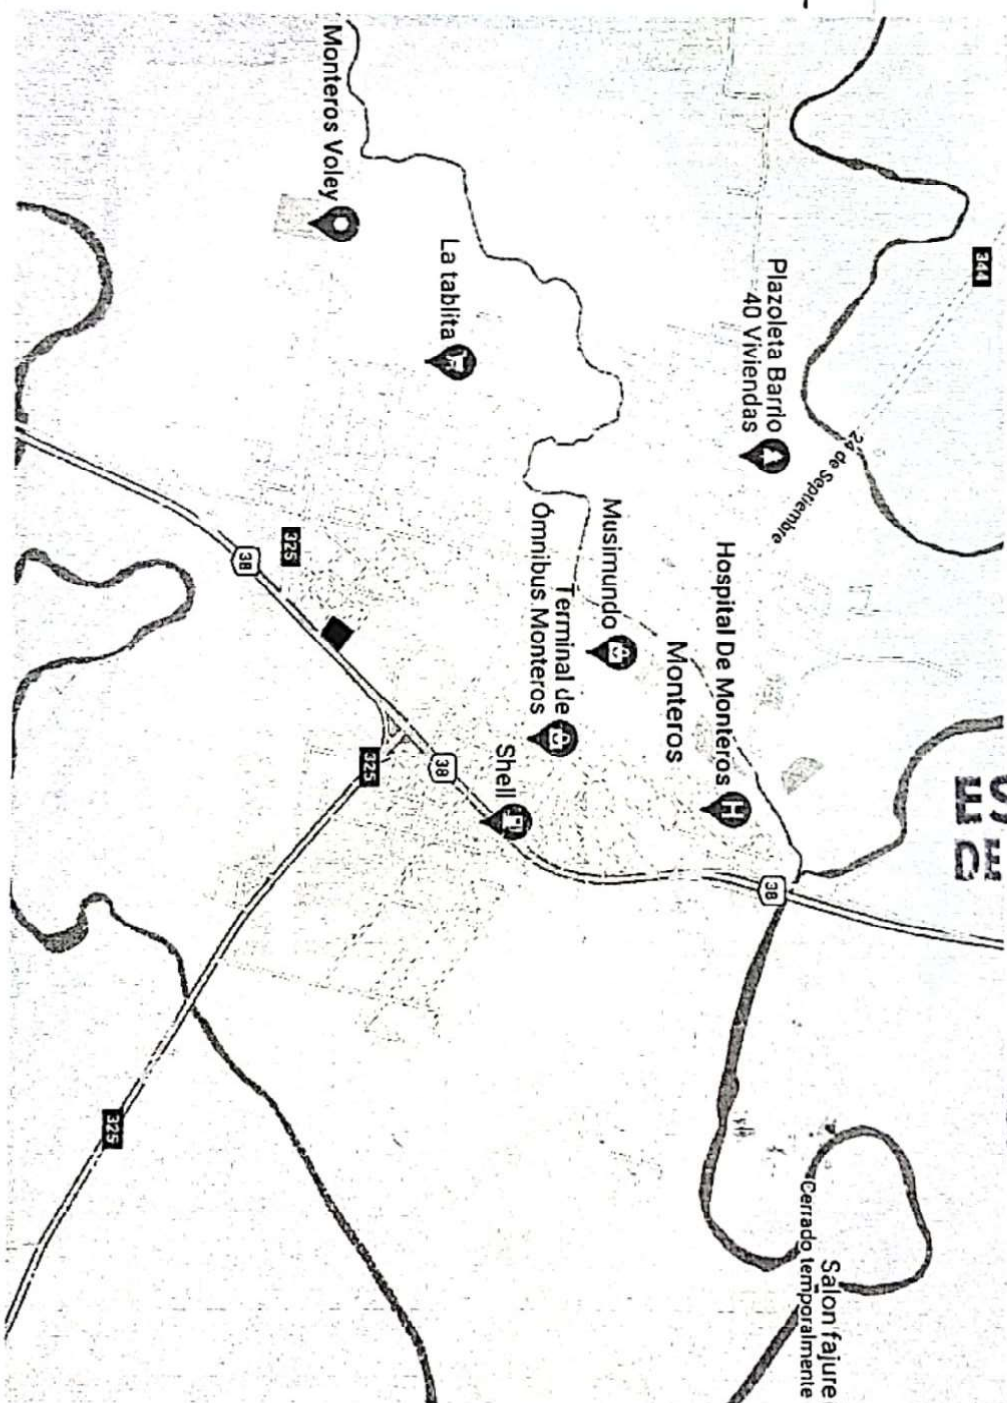 344
24 de Septiembre
Plazoleta Barrio
40 Viviendas
Hospital De Monteros
Monteros
Musimundo
Terminal de
Ómnibus Monteros
La tablita
Monteros Voley
Shell
38
38
38
325
325
325
Salon fajure
Cerrado temporalmente